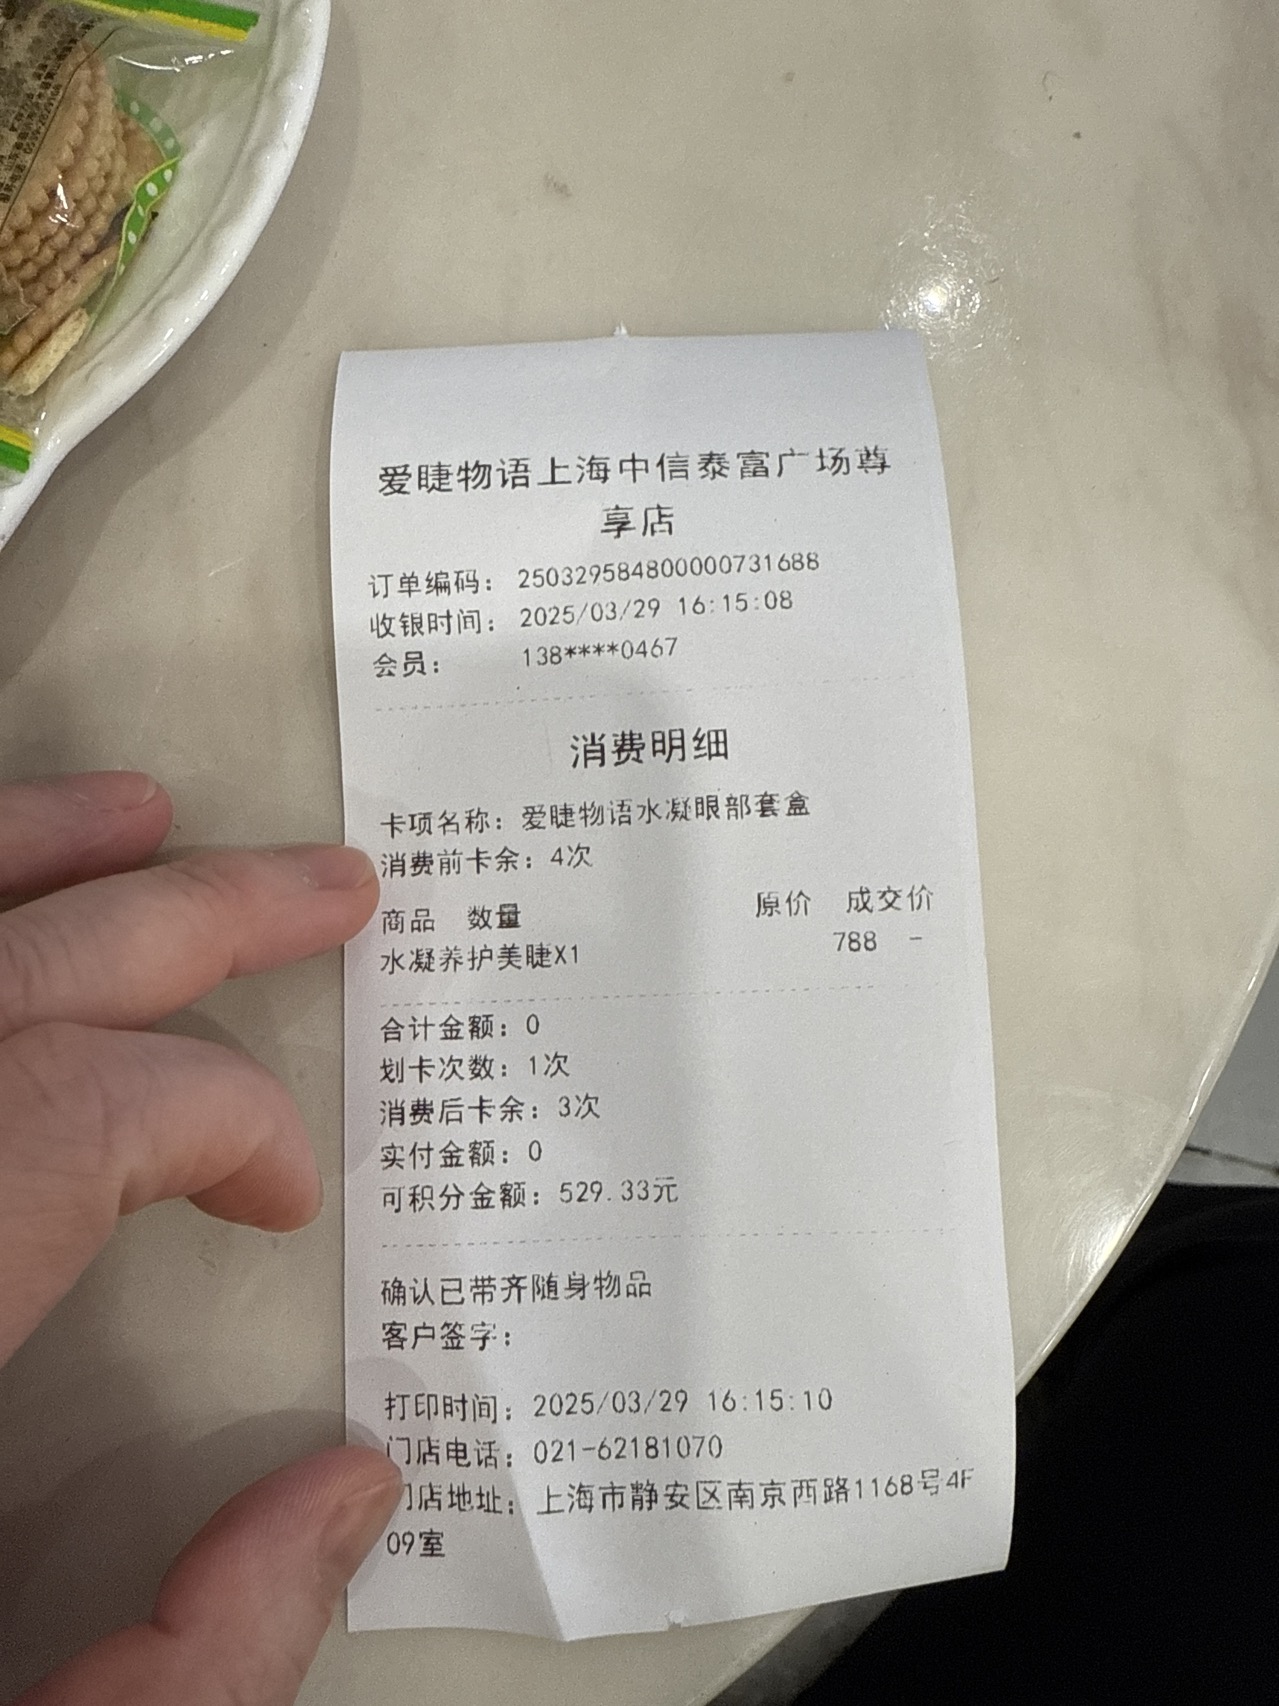 爱睫物语上海中信泰富广场尊
享店
订单编码： 250329584800000731688
收银时间： 2025/03/29 16:15:08
会员： 138****0467
消费明细
卡项名称：爱睫物语水凝眼部套盒
消费前卡余：4次
商品 数量 原价 成交价
水凝养护美睫X1 788 -
合计金额：0
划卡次数：1次
消费后卡余：3次
实付金额：0
可积分金额：529.33元
确认已带齐随身物品
客户签字：
打印时间：2025/03/29 16:15:10
门店电话：021-62181070
门店地址：上海市静安区南京西路1168号4F
09室